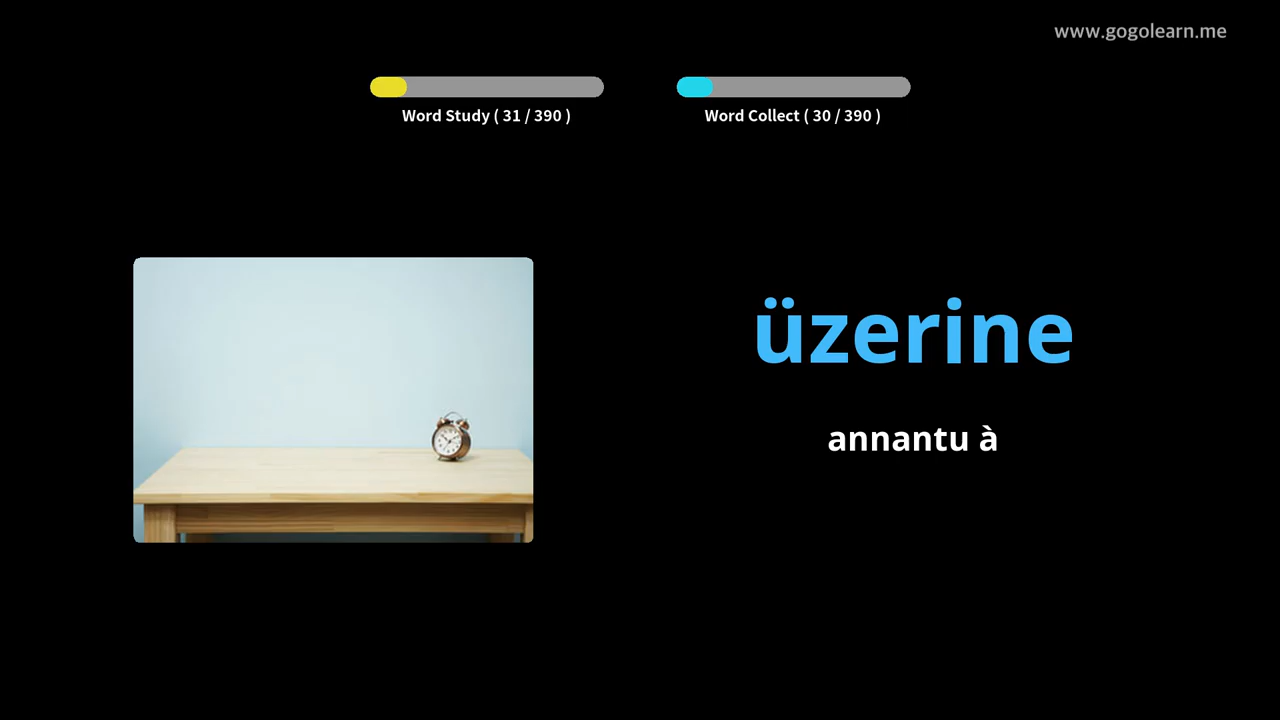 www.gogolearn.me
Word Study ( 31 / 390 )
Word Collect ( 30 / 390 )
üzerine
annantu à